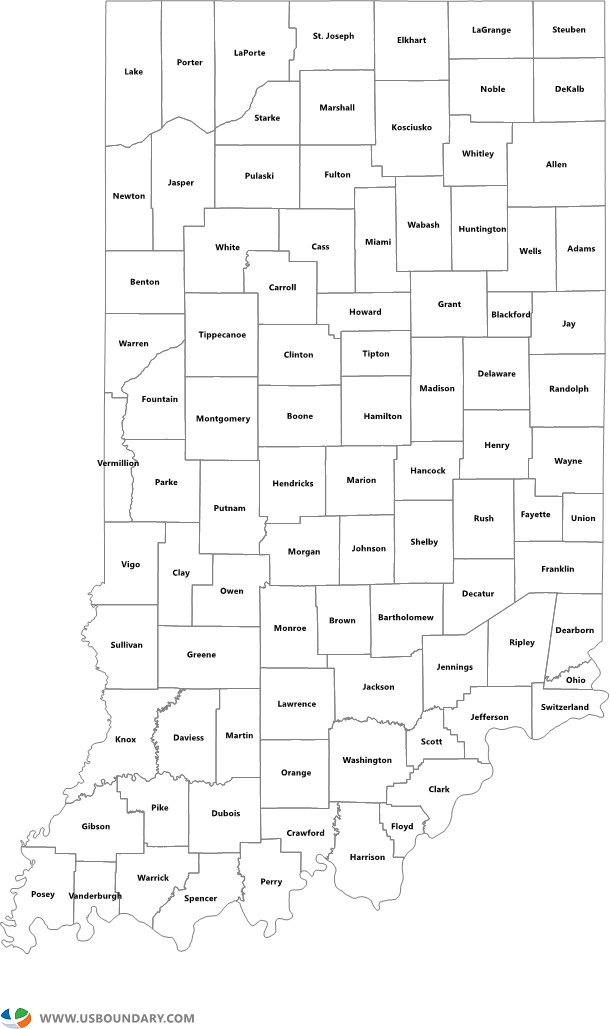 St. Joseph
LaGrange
Steuben
Elkhart
LaPorte
Porter
Lake
Noble
DeKalb
Marshall
Starke
Kosciusko
Whitley
Allen
Fulton
Pulaski
Jasper
Newton
Wabash
Huntington
Miami
Cass
White
Wells
Adams
Benton
Carroll
Grant
Howard
Blackford
Jay
Tippecanoe
Warren
Clinton
Tipton
Delaware
Madison
Randolph
Fountain
Montgomery
Boone
Hamilton
Henry
Wayne
Vermillion
Parke
Hendricks
Marion
Hancock
Putnam
Rush
Fayette
Union
Shelby
Johnson
Morgan
Vigo
Clay
Franklin
Owen
Decatur
Monroe
Brown
Bartholomew
Dearborn
Ripley
Sullivan
Greene
Jennings
Ohio
Jackson
Lawrence
Switzerland
Jefferson
Knox
Daviess
Martin
Scott
Washington
Orange
Clark
Pike
Dubois
Gibson
Crawford
Floyd
Harrison
Warrick
Perry
Posey
Vanderburgh
Spencer
WWW.USBOUNDARY.COM